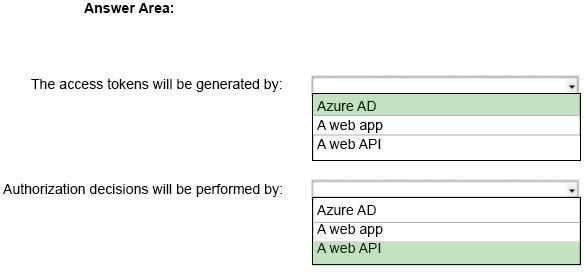 Answer Area:
The access tokens will be generated by:
Azure AD
A web app
A web API
Authorization decisions will be performed by:
Azure AD
A web app
A web API